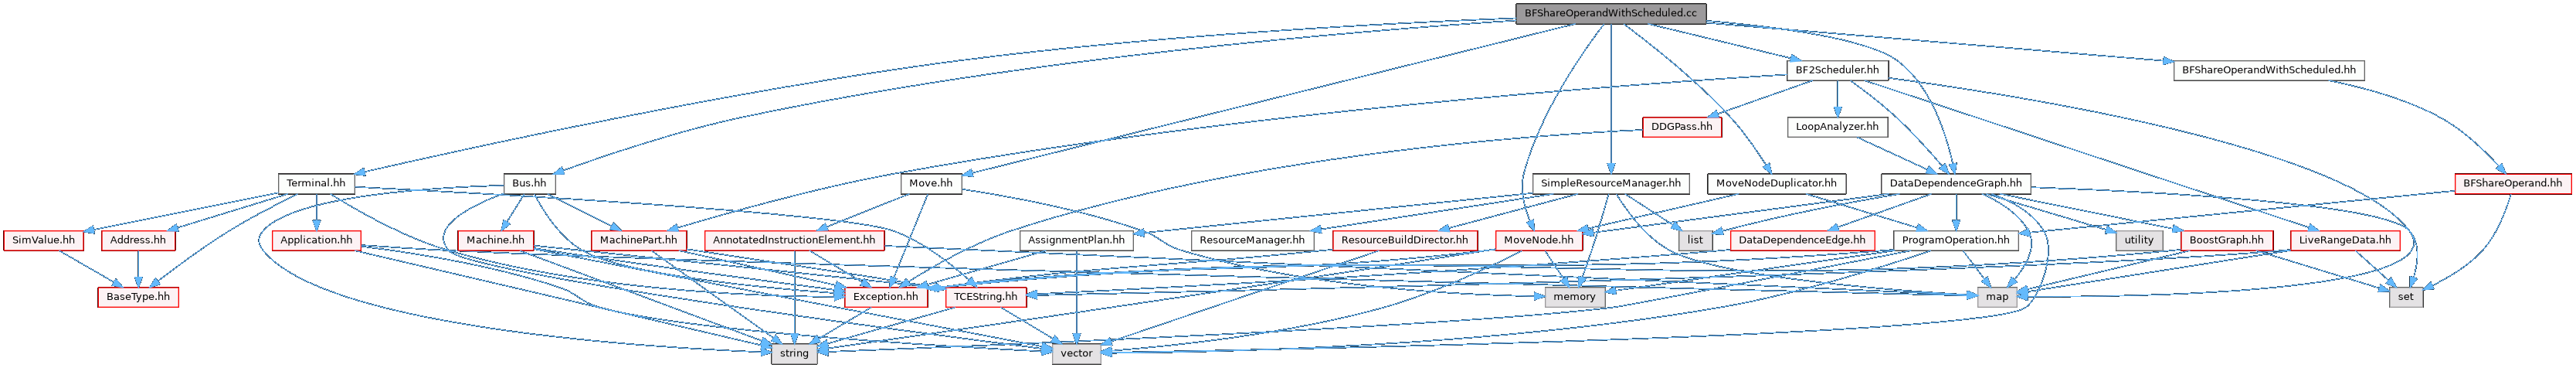 BFShareOperandWithScheduled.cc
BF2Scheduler.hh
BFShareOperandWithScheduled.hh
DDGPass.hh
LoopAnalyzer.hh
Terminal.hh
Bus.hh
Move.hh
SimpleResourceManager.hh
MoveNodeDuplicator.hh
DataDependenceGraph.hh
BFShareOperand.hh
SimValue.hh
Address.hh
Application.hh
Machine.hh
MachinePart.hh
AnnotatedInstructionElement.hh
AssignmentPlan.hh
ResourceManager.hh
ResourceBuildDirector.hh
MoveNode.hh
list
DataDependenceEdge.hh
ProgramOperation.hh
utility
BoostGraph.hh
LiveRangeData.hh
BaseType.hh
Exception.hh
TCEString.hh
memory
map
set
string
vector